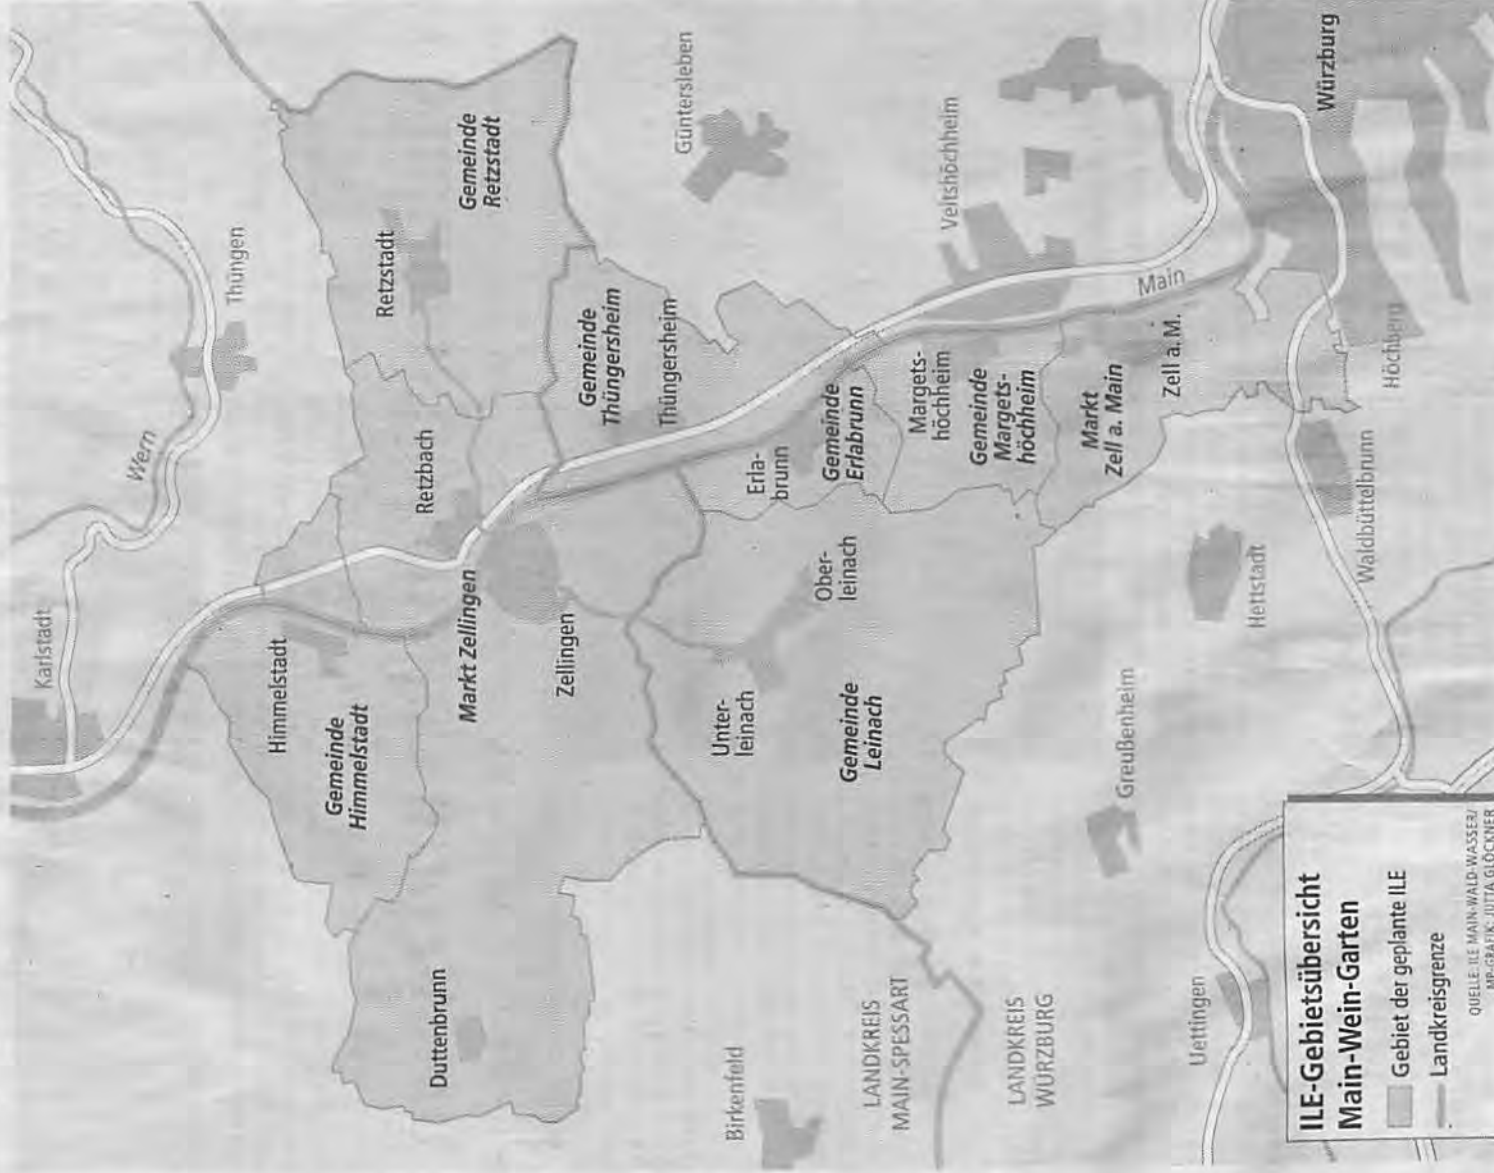 Karlstadt
Wern
Thüngen
Himmelstadt
Gemeinde
Himmelstadt
Retzstadt
Retzbach
Duttenbrunn
Markt Zellingen
Gemeinde
Retzstadt
Zellingen
Gemeinde
Thüngersheim
Thüngersheim
Güntersleben
Unter-
leinach
Birkenfeld
Erla-
brunn
Ober-
leinach
Gemeinde
Erlabrunn
Gemeinde
Leinach
LANDKREIS
MAIN-SPESSART
Margets-
höchheim
Veitshöchheim
Gemeinde
Margets-
höchheim
LANDKREIS
WÜRZBURG
Markt
Zell a. Main
Greußenheim
Main
Zell a. M.
Uettingen
Hettstadt
Würzburg
Waldbüttelbrunn
Höchberg
ILE-Gebietsübersicht
Main-Wein-Garten
Gebiet der geplante ILE
Landkreisgrenze
QUELLE: ILE MAIN-WALD-WASSER/
MP-GRAFIK: JUTTA GLÖCKNER